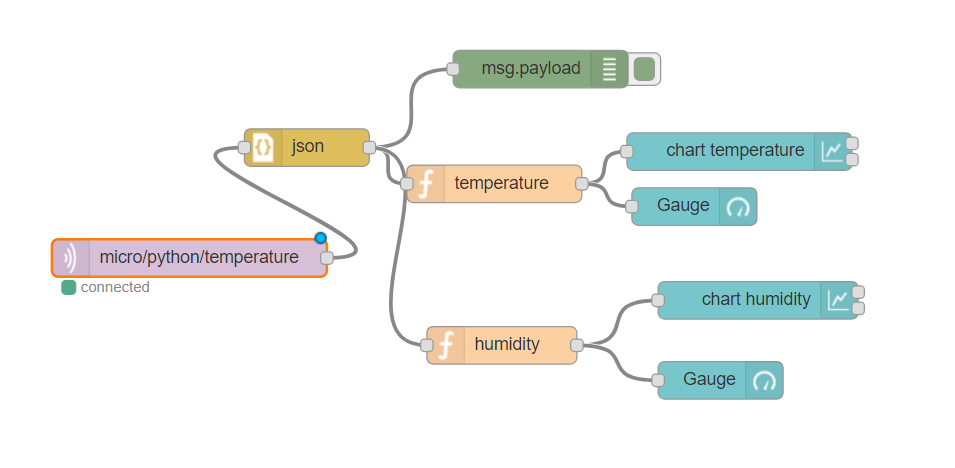 msg.payload
json
chart temperature
temperature
Gauge
micro/python/temperature
connected
chart humidity
humidity
Gauge